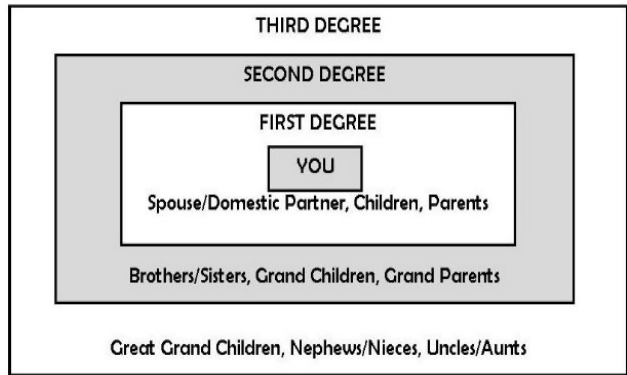 THIRD DEGREE
SECOND DEGREE
FIRST DEGREE
YOU
Spouse/Domestic Partner, Children, Parents
Brothers/Sisters, Grand Children, Grand Parents
Great Grand Children, Nephews/Nieces, Uncles/Aunts